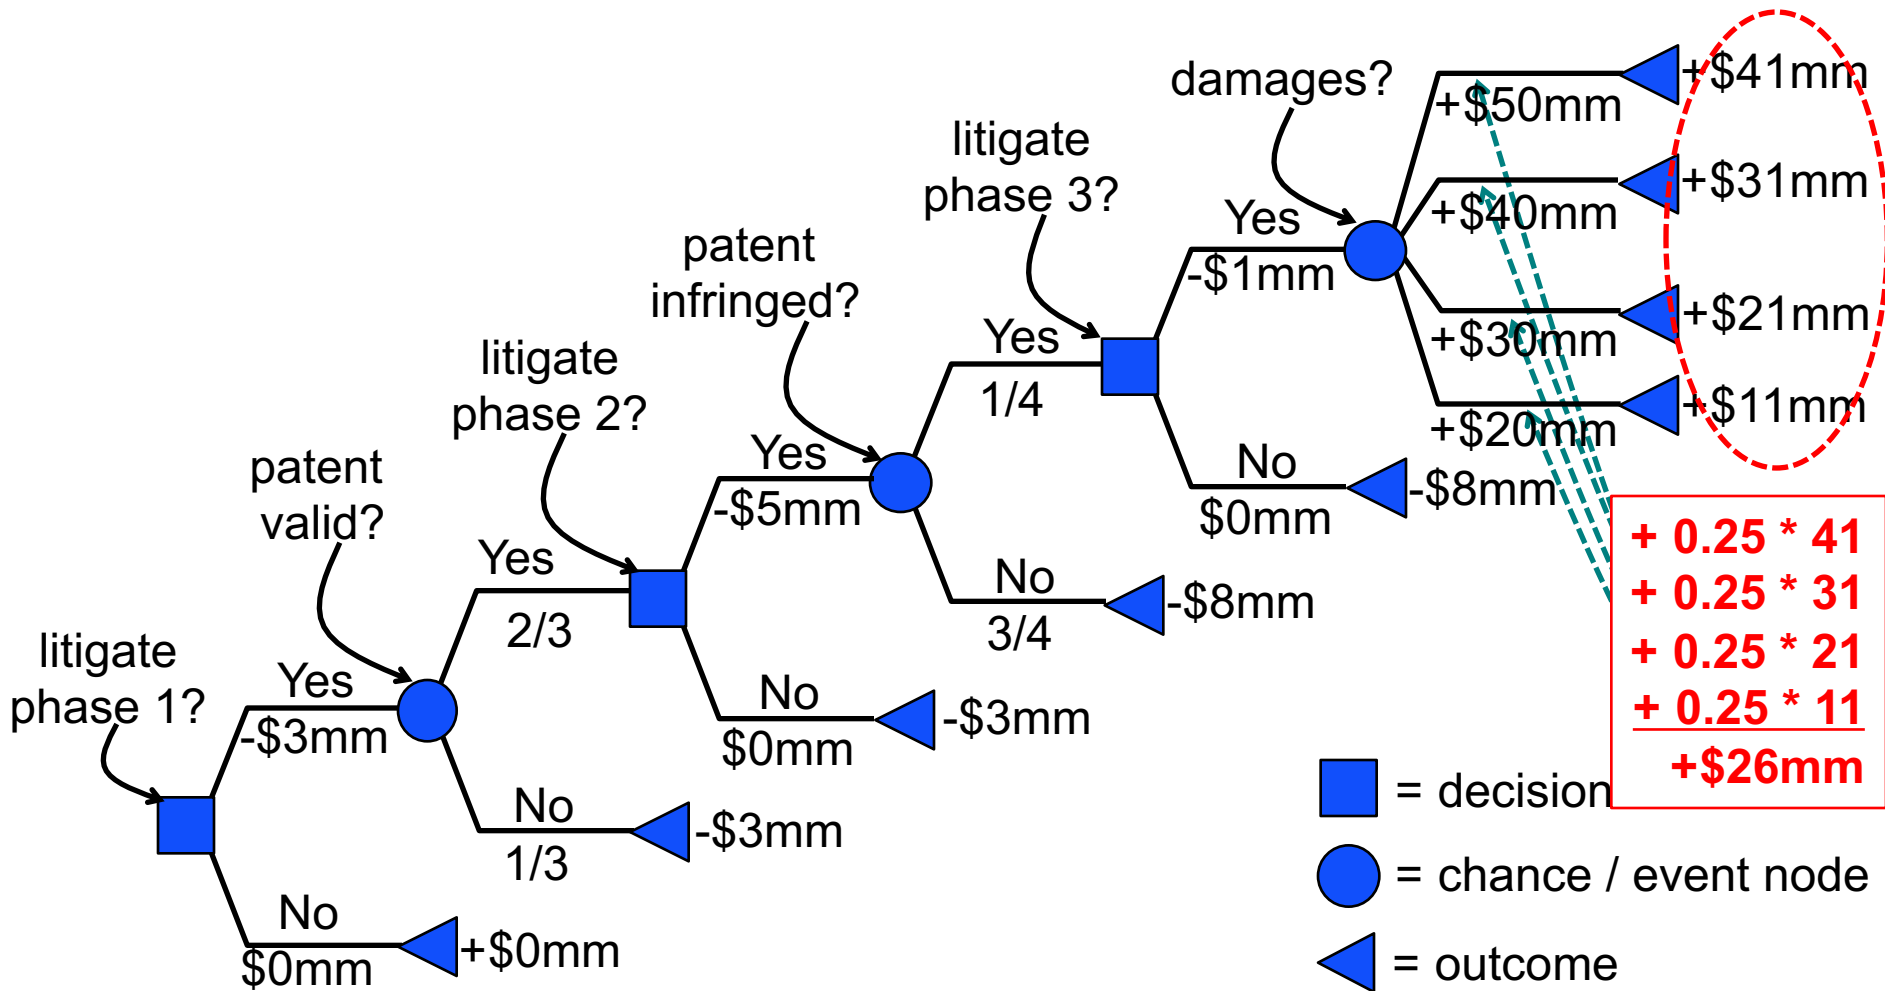 damages?
+$50mm
+$41mm
+$40mm
+$31mm
+$30mm
+$21mm
+$20mm
+$11mm
litigate
phase 3?
Yes
-$1mm
No
$0mm
-$8mm
patent
infringed?
Yes
1/4
No
3/4
-$8mm
litigate
phase 2?
Yes
-$5mm
No
$0mm
-$3mm
patent
valid?
Yes
2/3
No
1/3
-$3mm
litigate
phase 1?
Yes
-$3mm
No
$0mm
+$0mm
+ 0.25 * 41
+ 0.25 * 31
+ 0.25 * 21
+ 0.25 * 11
+$26mm
= decision
= chance / event node
= outcome